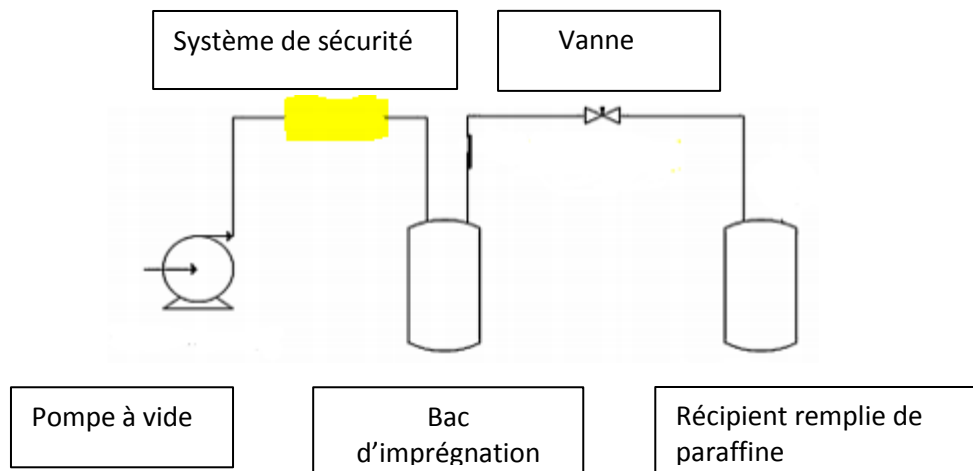 Système de sécurité
Vanne
Pompe à vide
Bac
d’imprégnation
Récipient remplie de
paraffine